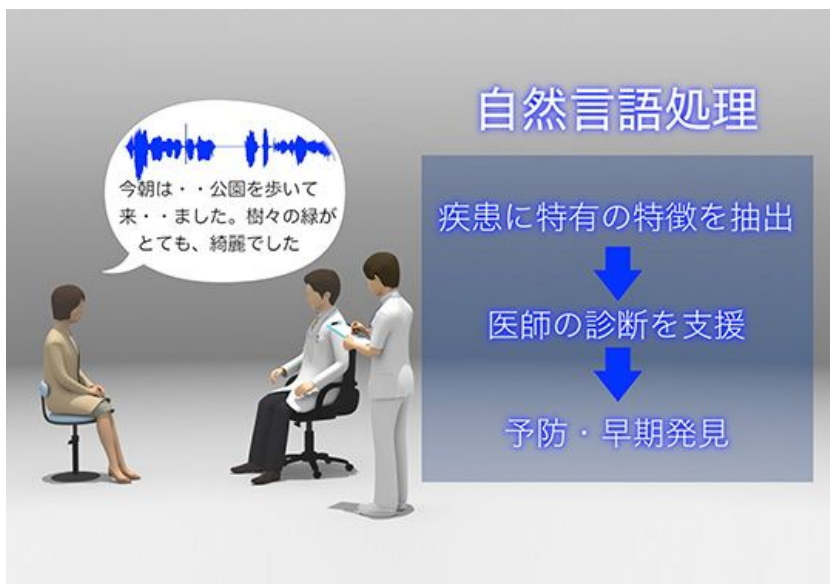 今朝は・・公園を歩いて
来・・ました。樹々の緑が
とても、綺麗でした
自然言語処理
疾患に特有の特徴を抽出
医師の診断を支援
予防・早期発見